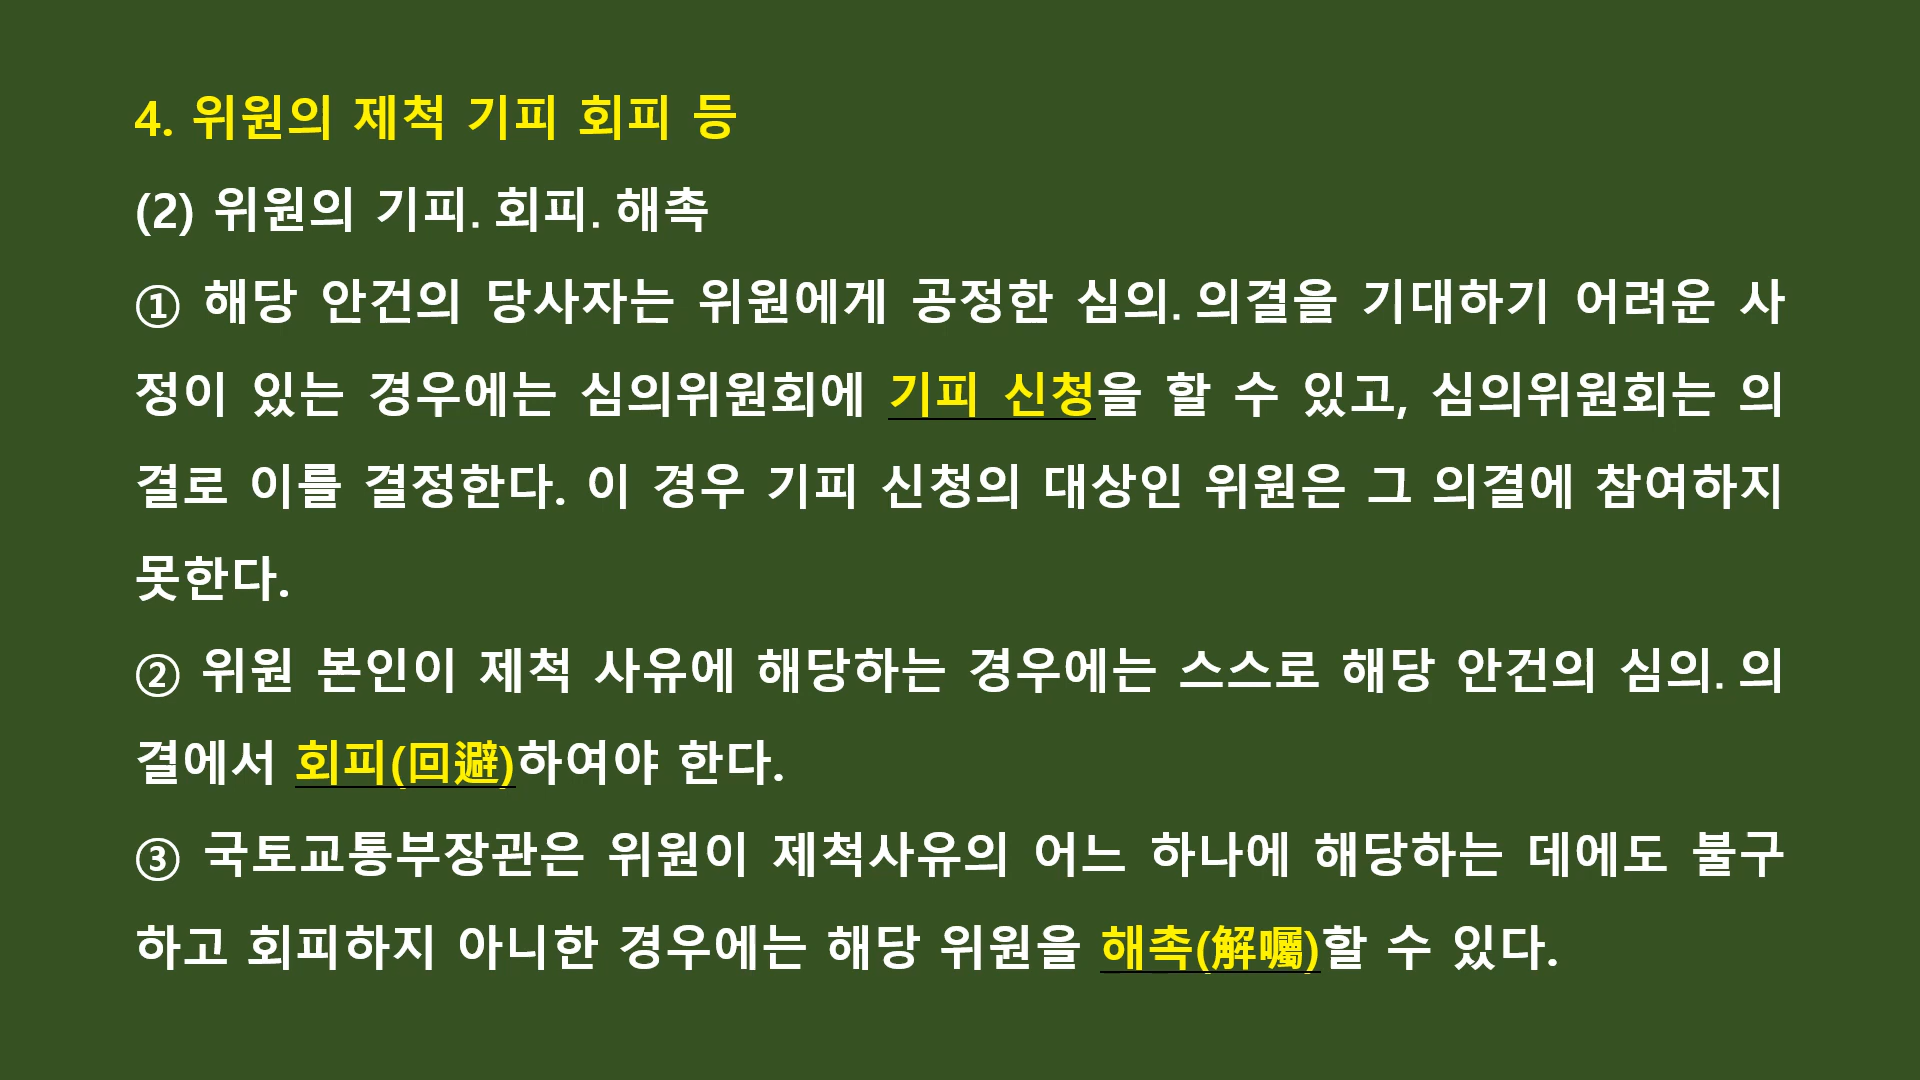 4. 위원의 제척 기피 회피 등
(2) 위원의 기피. 회피. 해촉
① 해당 안건의 당사자는 위원에게 공정한 심의. 의결을 기대하기 어려운 사
정이 있는 경우에는 심의위원회에 기피 신청을 할 수 있고, 심의위원회는 의
결로 이를 결정한다. 이 경우 기피 신청의 대상인 위원은 그 의결에 참여하지
못한다.
② 위원 본인이 제척 사유에 해당하는 경우에는 스스로 해당 안건의 심의. 의
결에서 회피(回避)하여야 한다.
③ 국토교통부장관은 위원이 제척사유의 어느 하나에 해당하는 데에도 불구
하고 회피하지 아니한 경우에는 해당 위원을 해촉(解囑)할 수 있다.